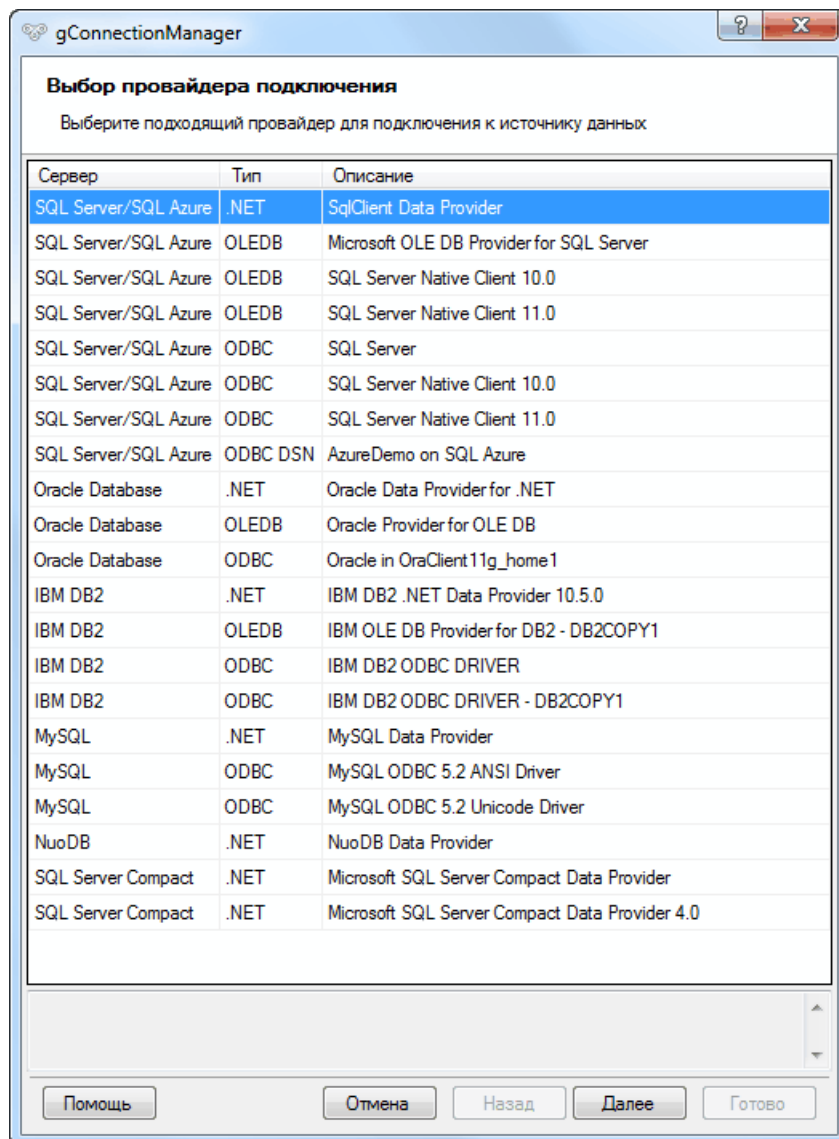 gConnectionManager
Выбор провайдера подключения
Выберите подходящий провайдер для подключения к источнику данных
Сервер Тип Описание
SQL Server/SQL Azure .NET SqlClient Data Provider
SQL Server/SQL Azure OLEDB Microsoft OLE DB Provider for SQL Server
SQL Server/SQL Azure OLEDB SQL Server Native Client 10.0
SQL Server/SQL Azure OLEDB SQL Server Native Client 11.0
SQL Server/SQL Azure ODBC SQL Server
SQL Server/SQL Azure ODBC SQL Server Native Client 10.0
SQL Server/SQL Azure ODBC SQL Server Native Client 11.0
SQL Server/SQL Azure ODBC DSN AzureDemo on SQL Azure
Oracle Database .NET Oracle Data Provider for .NET
Oracle Database OLEDB Oracle Provider for OLE DB
Oracle Database ODBC Oracle in OraClient11g_home1
IBM DB2 .NET IBM DB2 .NET Data Provider 10.5.0
IBM DB2 OLEDB IBM OLE DB Provider for DB2 - DB2COPY1
IBM DB2 ODBC IBM DB2 ODBC DRIVER
IBM DB2 ODBC IBM DB2 ODBC DRIVER - DB2COPY1
MySQL .NET MySQL Data Provider
MySQL ODBC MySQL ODBC 5.2 ANSI Driver
MySQL ODBC MySQL ODBC 5.2 Unicode Driver
NuoDB .NET NuoDB Data Provider
SQL Server Compact .NET Microsoft SQL Server Compact Data Provider
SQL Server Compact .NET Microsoft SQL Server Compact Data Provider 4.0
Помощь Отмена Назад Далее Готово